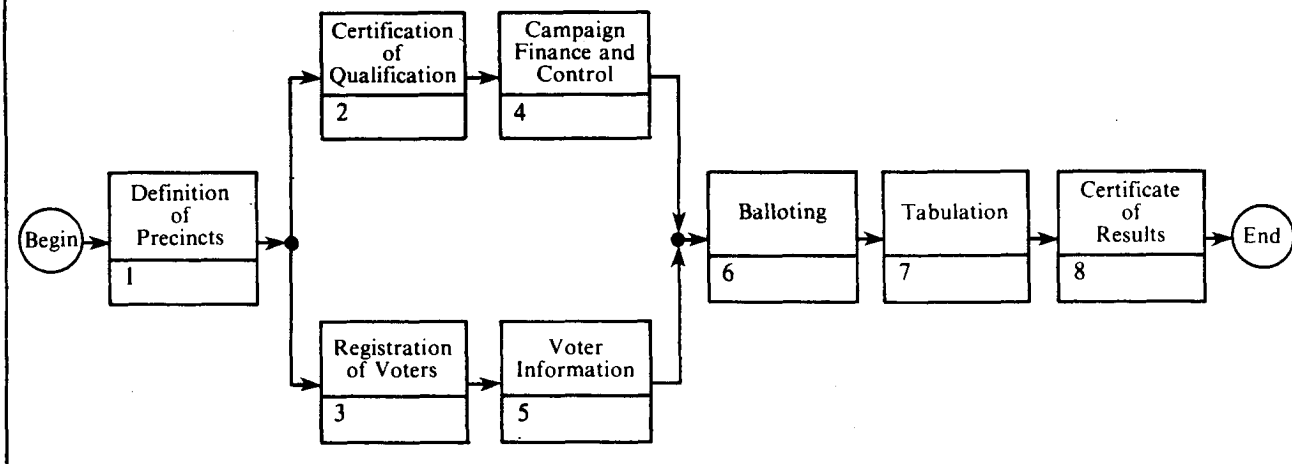 Begin
Definition
of
Precincts
1
Certification
of
Qualification
2
Campaign
Finance and
Control
4
Registration
of Voters
3
Voter
Information
5
Balloting
6
Tabulation
7
Certificate
of
Results
8
End